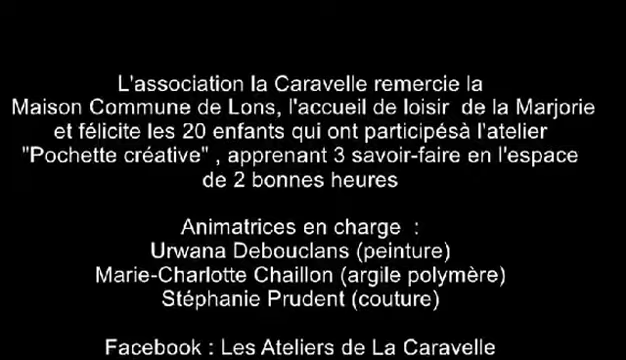 L'association la Caravelle remercie la
Maison Commune de Lons, l'accueil de loisir de la Marjorie
et félicite les 20 enfants qui ont participésà l'atelier
"Pochette créative" , apprenant 3 savoir-faire en l'espace
de 2 bonnes heures
Animatrices en charge :
Urwana Debouclans (peinture)
Marie-Charlotte Chaillon (argile polymère)
Stéphanie Prudent (couture)
Facebook : Les Ateliers de La Caravelle